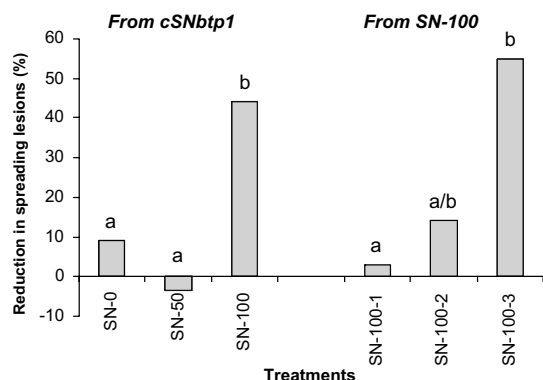 From cSNbtp1
From SN-100
Reduction in spreading lesions (%)
60
50
40
30
20
10
0
-10
a
a
b
a
a/b
b
SN-0
SN-50
SN-100
SN-100-1
SN-100-2
SN-100-3
Treatments